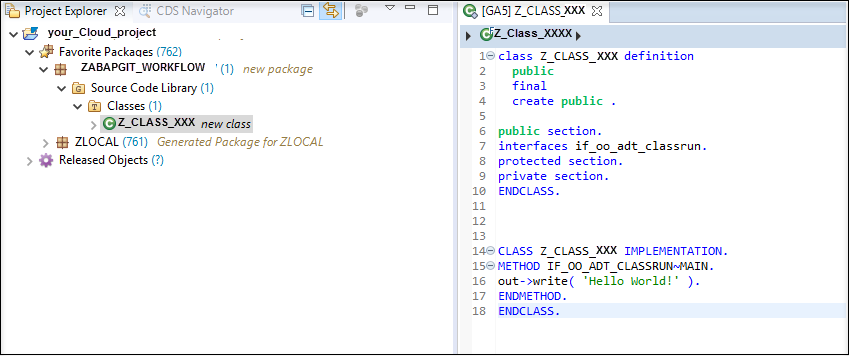 Project Explorer CDS Navigator
your_Cloud_project
Favorite Packages (762)
ZABAPGIT_WORKFLOW ' (1) new package
Source Code Library (1)
Classes (1)
Z_CLASS_XXX new class
ZLOCAL (761) Generated Package for ZLOCAL
Released Objects (?)
[GA5] Z_CLASS_XXX
Z_Class_XXXX
1 class Z_CLASS_XXX definition
2 public
3 final
4 create public .
5
6 public section.
7 interfaces if_oo_adt_classrun.
8 protected section.
9 private section.
10 ENDCLASS.
11
12
13
14 CLASS Z_CLASS_XXX IMPLEMENTATION.
15 METHOD IF_OO_ADT_CLASSRUN~MAIN.
16 out->write( 'Hello World!' ).
17 ENDMETHOD.
18 ENDCLASS.